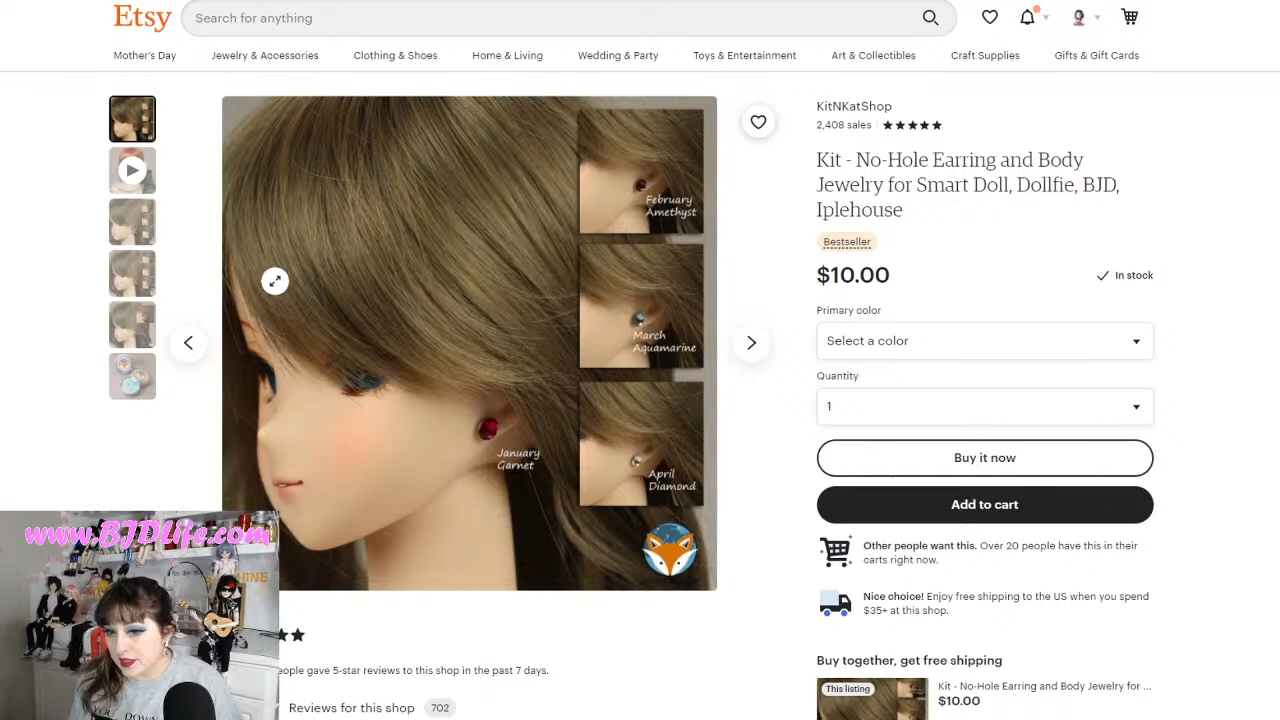 Etsy
Search for anything
Mother's Day
Jewelry & Accessories
Clothing & Shoes
Home & Living
Wedding & Party
Toys & Entertainment
Art & Collectibles
Craft Supplies
Gifts & Gift Cards
February
Amethyst
March
Aquamarine
January
Garnet
April
Diamond
KitNKatShop
2,408 sales
Kit - No-Hole Earring and Body
Jewelry for Smart Doll, Dollfie, BJD,
Iplehouse
Bestseller
$10.00
In stock
Primary color
Select a color
Quantity
1
Buy it now
Add to cart
Other people want this. Over 20 people have this in their
carts right now.
Nice choice! Enjoy free shipping to the US when you spend
$35+ at this shop.
Buy together, get free shipping
This listing
Kit - No-Hole Earring and Body Jewelry for ...
$10.00
www.BJDLife.com
eople gave 5-star reviews to this shop in the past 7 days.
Reviews for this shop 702